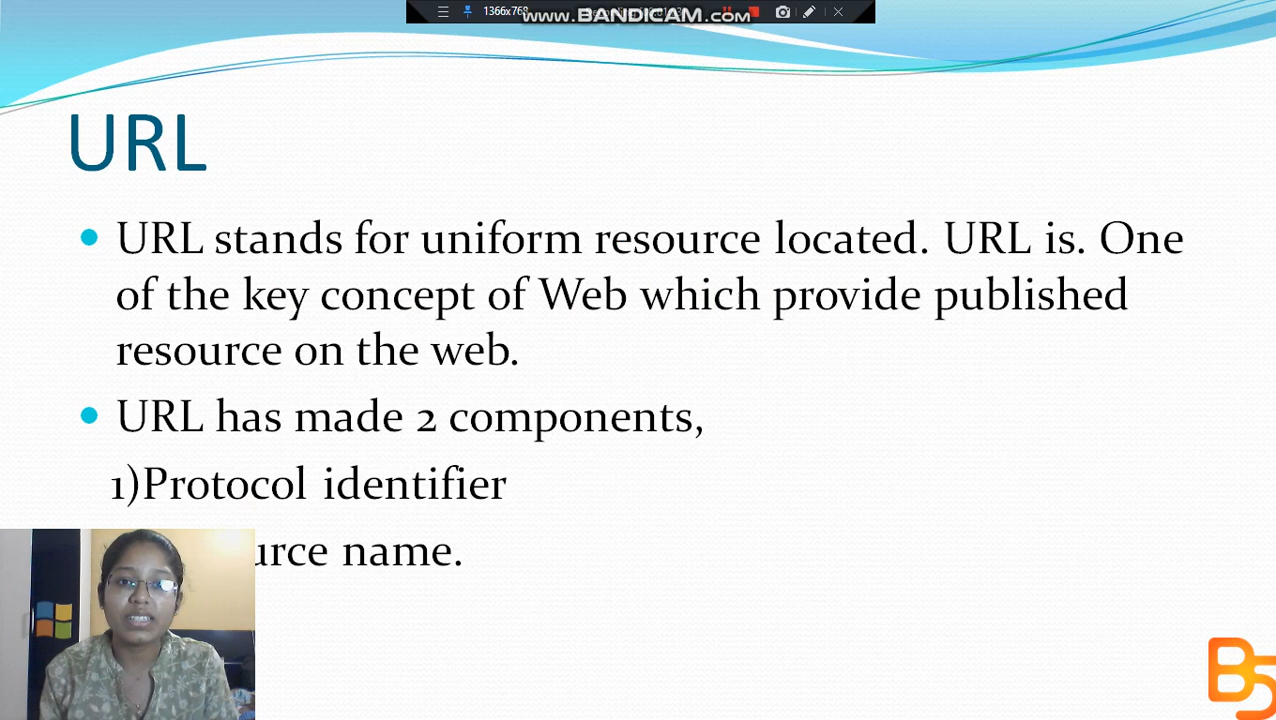 1366x768
www.BANDICAM.com
URL
URL stands for uniform resource located. URL is. One
of the key concept of Web which provide published
resource on the web.
URL has made 2 components,
1)Protocol identifier
name.
B5